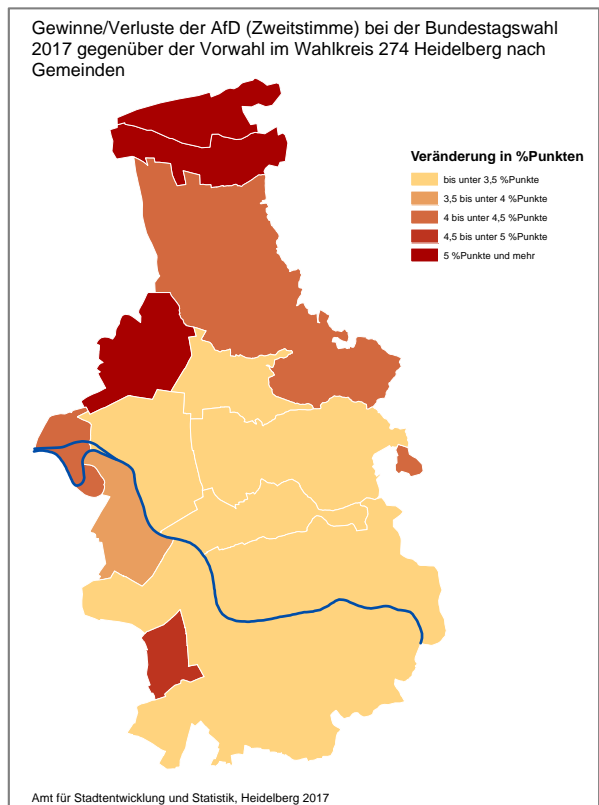 Gewinne/Verluste der AfD (Zweitstimme) bei der Bundestagswahl
2017 gegenüber der Vorwahl im Wahlkreis 274 Heidelberg nach
Gemeinden
Veränderung in %Punkten
bis unter 3,5 %Punkte
3,5 bis unter 4 %Punkte
4 bis unter 4,5 %Punkte
4,5 bis unter 5 %Punkte
5 %Punkte und mehr
Amt für Stadtentwicklung und Statistik, Heidelberg 2017